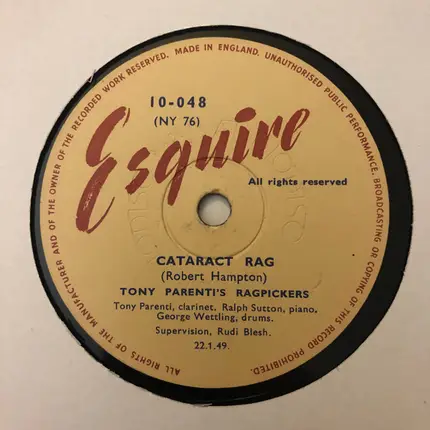 ALL RIGHTS OF THE MANUFACTURER AND OF THE OWNER OF THE RECORDED WORK RESERVED. MADE IN ENGLAND. UNAUTHORISED PUBLIC PERFORMANCE, BROADCASTING OR COPYING OF THIS RECORD PROHIBITED.
10-048
(NY 76)
Esquire
All rights reserved
CATARACT RAG
(Robert Hampton)
TONY PARENTI'S RAGPICKERS
Tony Parenti, clarinet, Ralph Sutton, piano,
George Wettling, drums.
Supervision, Rudi Blesh.
22.1.49.